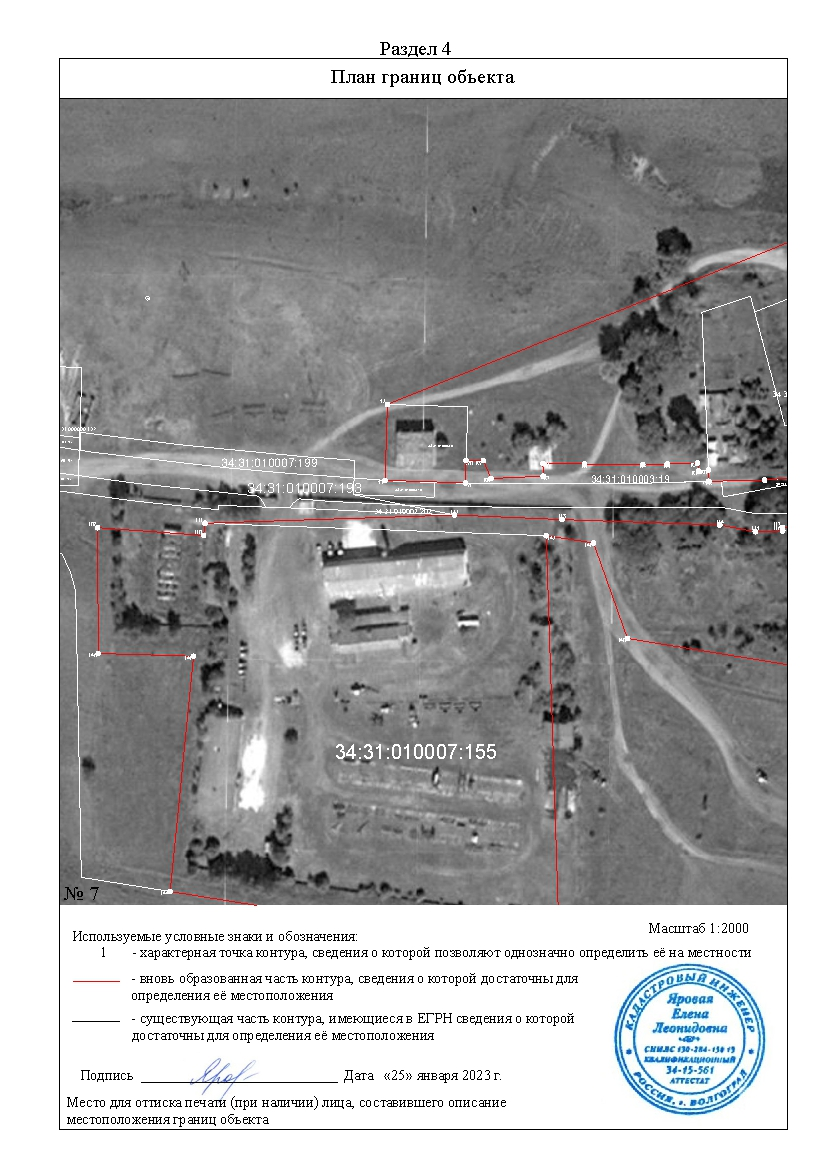 Раздел 4
План границ объекта
34:31:010007:199
34:31:010007:193
34:31:010003:19
34:31:010007:155
№ 7
Масштаб 1:2000
Используемые условные знаки и обозначения:
1 - характерная точка контура, сведения о которой позволяют однозначно определить её на местности
- вновь образованная часть контура, сведения о которой достаточны для
определения её местоположения
- существующая часть контура, имеющиеся в ЕГРН сведения о которой
достаточны для определения её местоположения
КАДАСТРОВЫЙ ИНЖЕНЕР
Яровая
Елена
Леонидовна
КВАЛИФИКАЦИОННЫЙ
34-15-561
АТТЕСТАТ
РОССИЯ, г. ВОЛГОГРАД
Подпись Дата «25» января 2023 г.
Место для оттиска печати (при наличии) лица, составившего описание
местоположения границ объекта